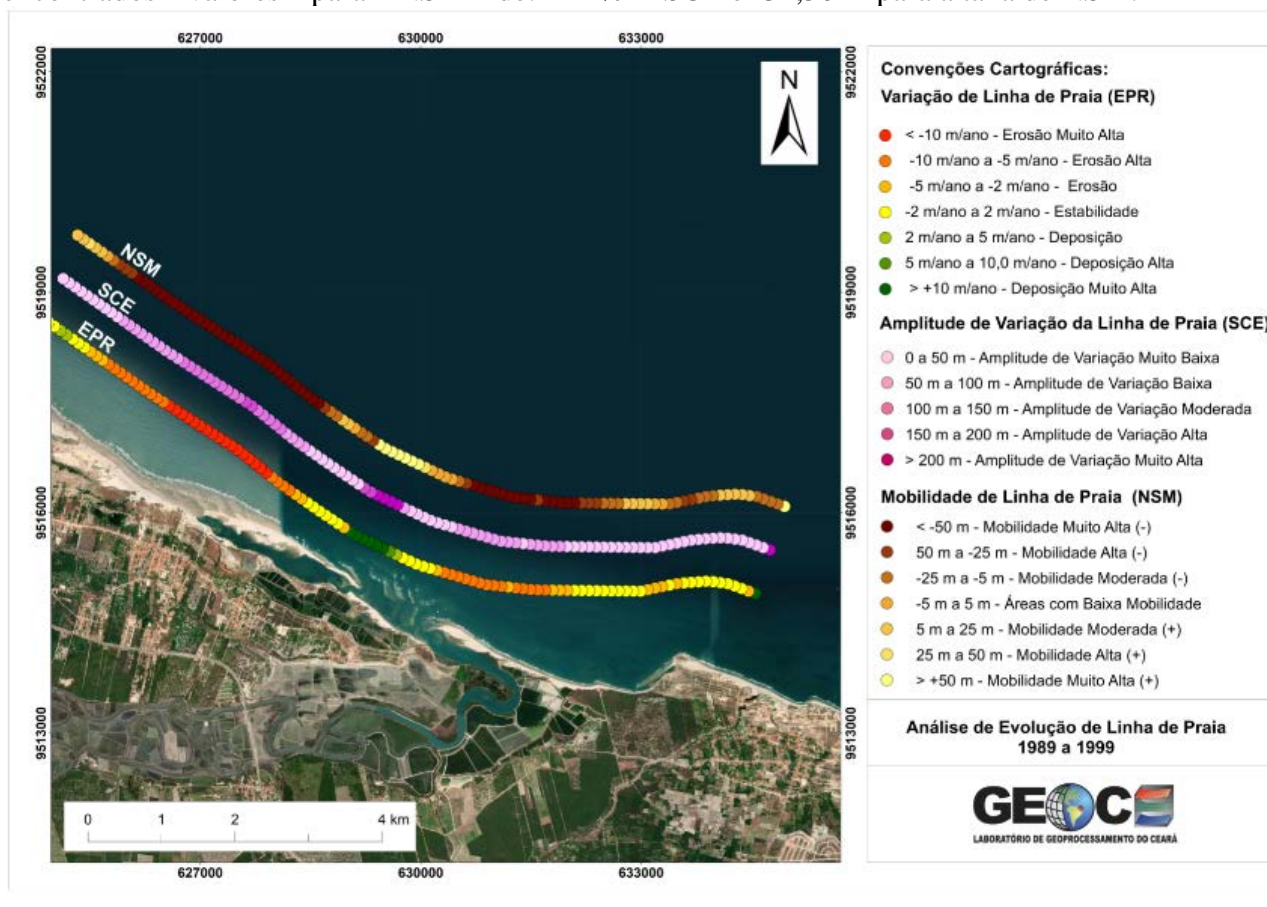 627000
630000
633000
9522000
9522000
N
9519000
9519000
NSM
SCE
EPR
9516000
9516000
9513000
9513000
0 1 2 4 km
627000
630000
633000
Convenções Cartográficas:
Variação de Linha de Praia (EPR)
< -10 m/ano - Erosão Muito Alta
-10 m/ano a -5 m/ano - Erosão Alta
-5 m/ano a -2 m/ano - Erosão
-2 m/ano a 2 m/ano - Estabilidade
2 m/ano a 5 m/ano - Deposição
5 m/ano a 10,0 m/ano - Deposição Alta
> +10 m/ano - Deposição Muito Alta
Amplitude de Variação da Linha de Praia (SCE)
0 a 50 m - Amplitude de Variação Muito Baixa
50 m a 100 m - Amplitude de Variação Baixa
100 m a 150 m - Amplitude de Variação Moderada
150 m a 200 m - Amplitude de Variação Alta
> 200 m - Amplitude de Variação Muito Alta
Mobilidade de Linha de Praia (NSM)
< -50 m - Mobilidade Muito Alta (-)
50 m a -25 m - Mobilidade Alta (-)
-25 m a -5 m - Mobilidade Moderada (-)
-5 m a 5 m - Áreas com Baixa Mobilidade
5 m a 25 m - Mobilidade Moderada (+)
25 m a 50 m - Mobilidade Alta (+)
> +50 m - Mobilidade Muito Alta (+)
Análise de Evolução de Linha de Praia
1989 a 1999
GEOCE
LABORATÓRIO DE GEOPROCESSAMENTO DO CEARÁ